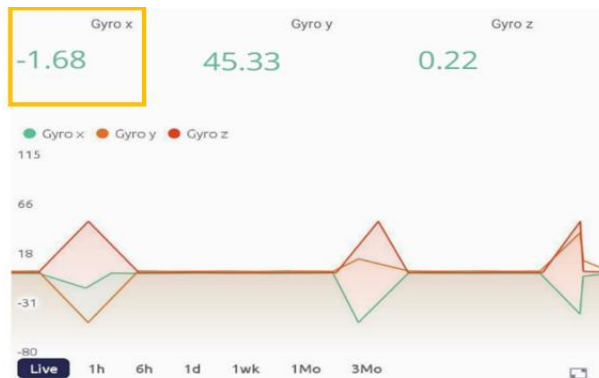 Gyro x Gyro y Gyro z
-1.68 45.33 0.22
Gyro x Gyro y Gyro z
115
66
18
-31
-80
Live 1h 6h 1d 1wk 1Mo 3Mo